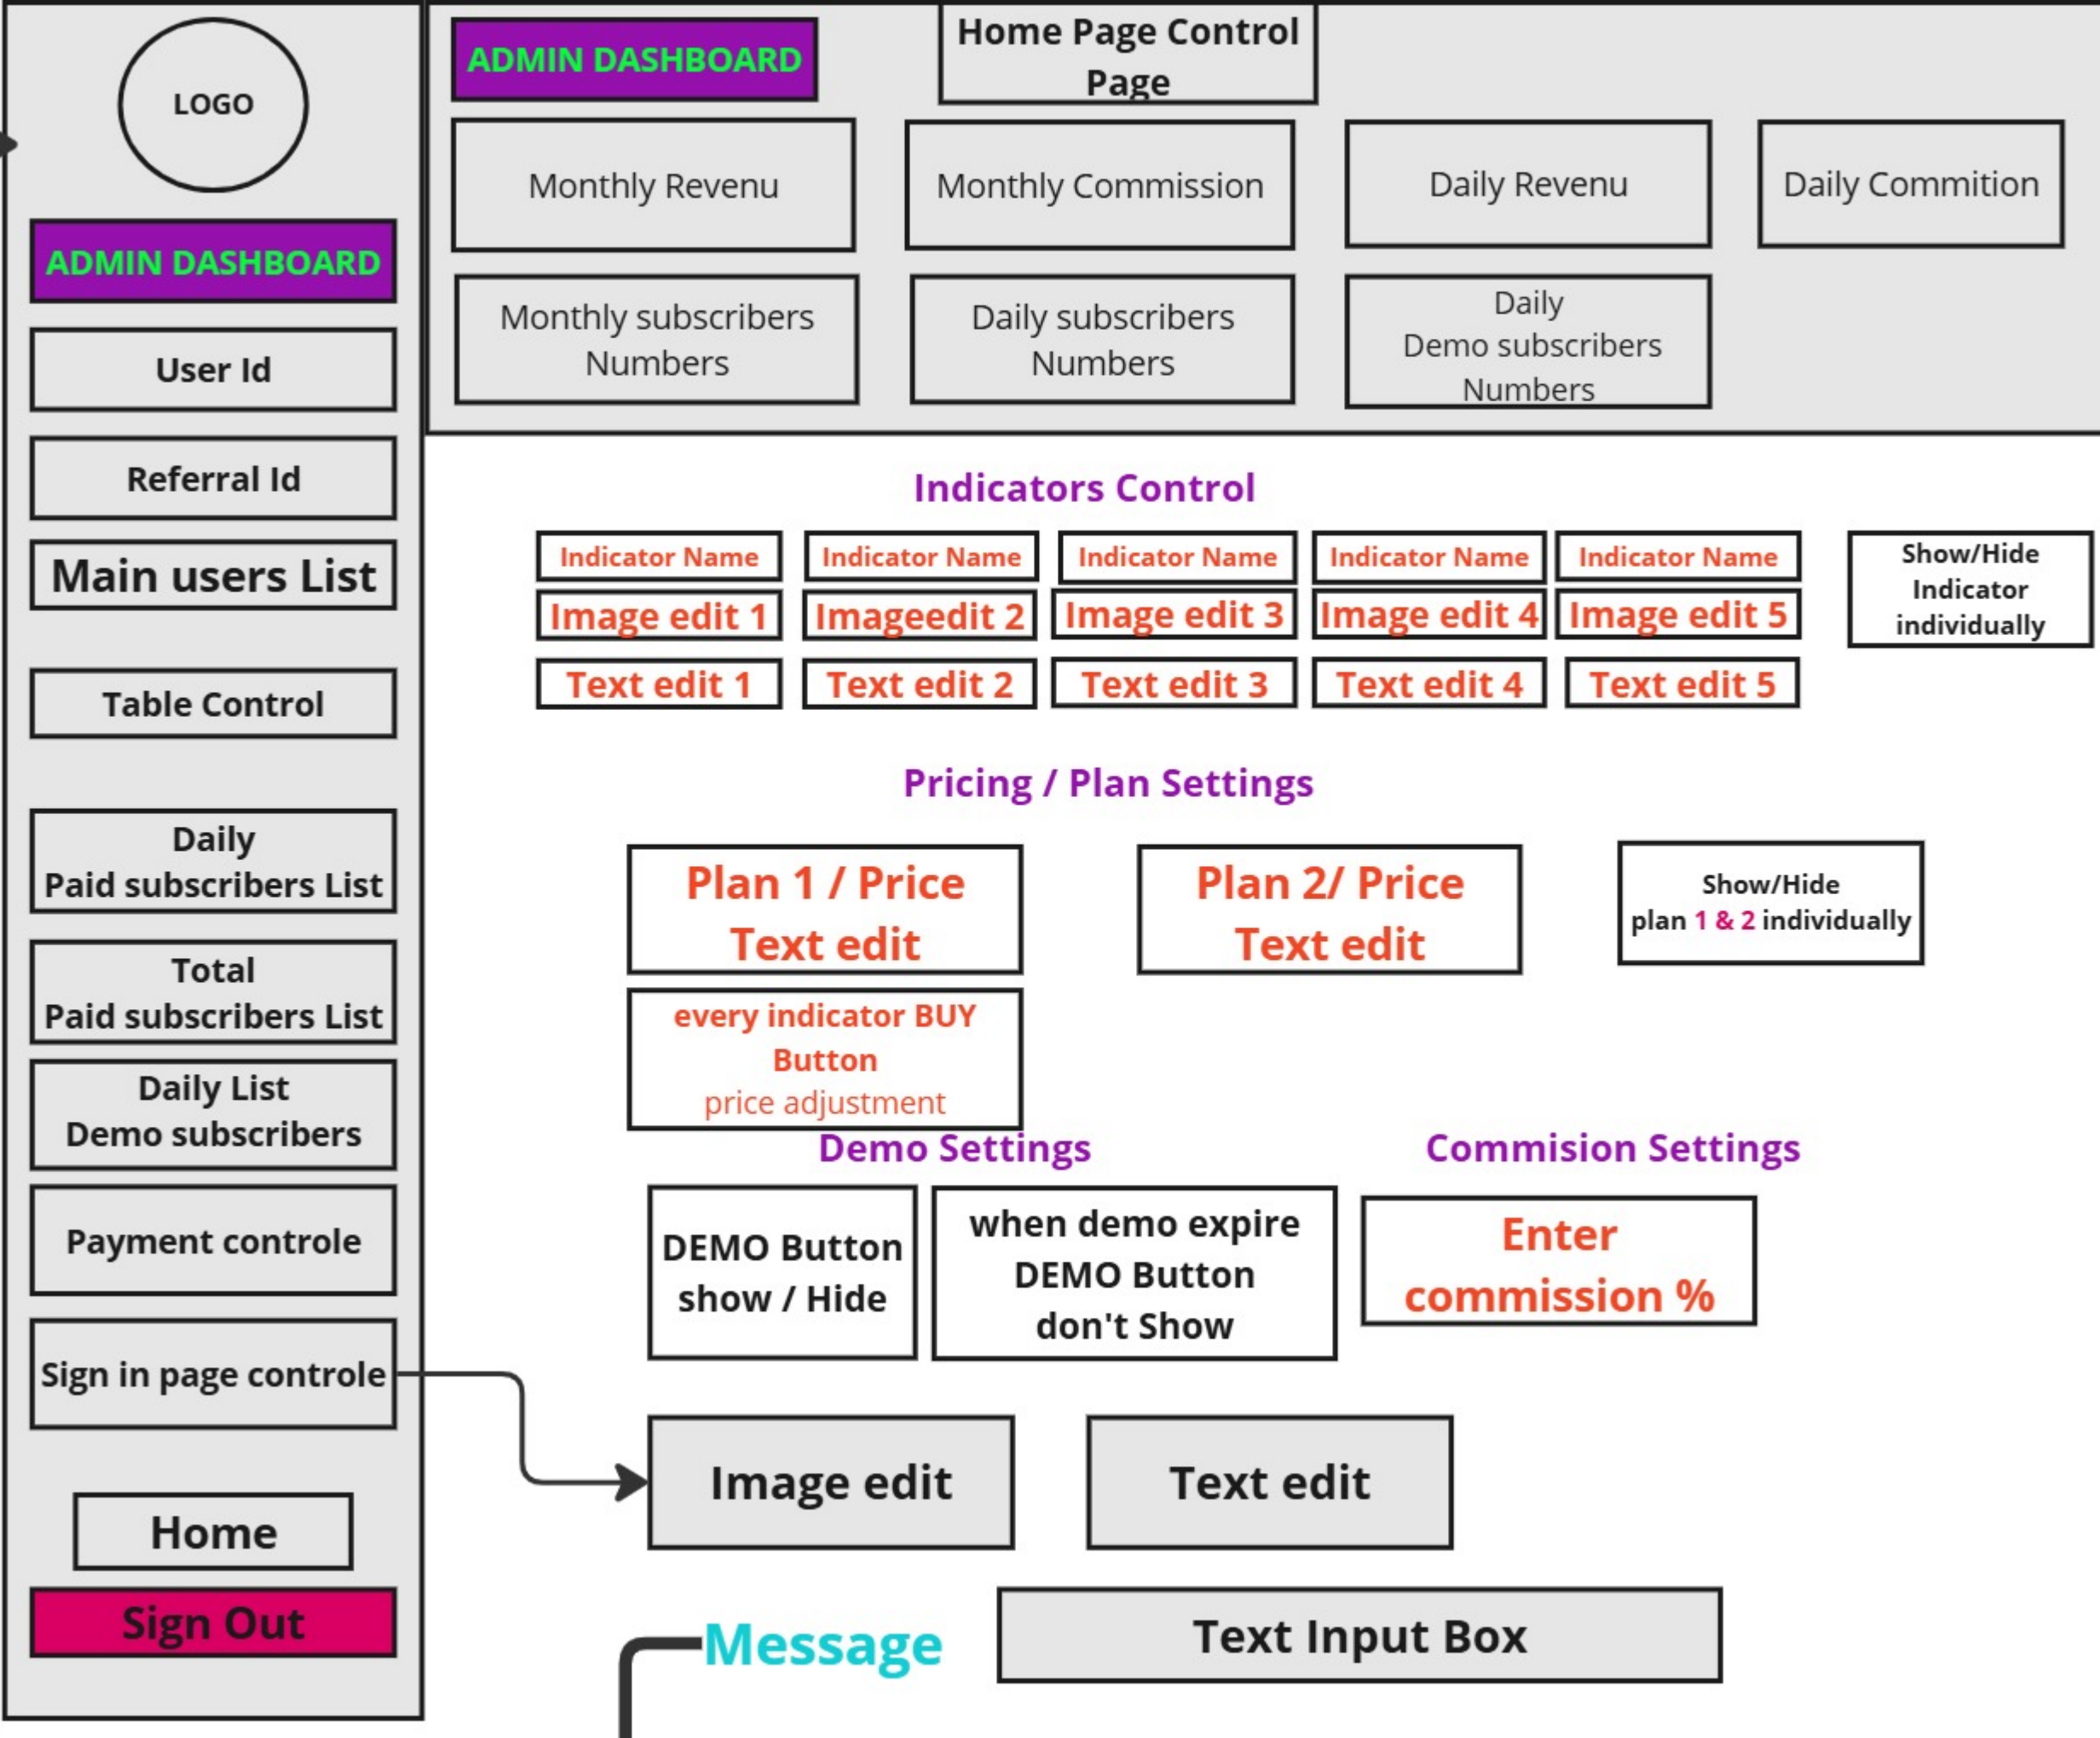 LOGO
ADMIN DASHBOARD
User Id
Referral Id
Main users List
Table Control
Daily
Paid subscribers List
Total
Paid subscribers List
Daily List
Demo subscribers
Payment controle
Sign in page controle
Home
Sign Out
ADMIN DASHBOARD
Home Page Control
Page
Monthly Revenu
Monthly Commission
Daily Revenu
Daily Commition
Monthly subscribers
Numbers
Daily subscribers
Numbers
Daily
Demo subscribers
Numbers
Indicators Control
Indicator Name
Indicator Name
Indicator Name
Indicator Name
Indicator Name
Image edit 1
Imageedit 2
Image edit 3
Image edit 4
Image edit 5
Text edit 1
Text edit 2
Text edit 3
Text edit 4
Text edit 5
Show/Hide
Indicator
individually
Pricing / Plan Settings
Plan 1 / Price
Text edit
Plan 2/ Price
Text edit
Show/Hide
plan 1 & 2 individually
every indicator BUY
Button
price adjustment
Demo Settings
DEMO Button
show / Hide
when demo expire
DEMO Button
don't Show
Commision Settings
Enter
commission %
Image edit
Text edit
Message
Text Input Box